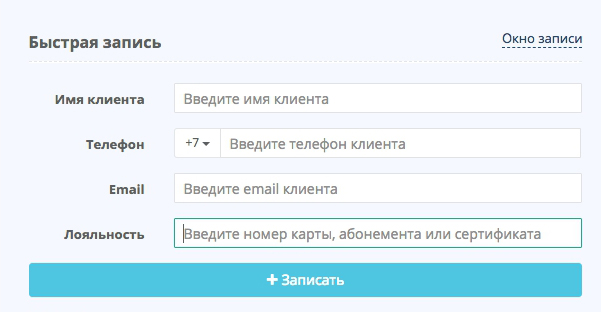 Быстрая запись
Окно записи
Имя клиента
Введите имя клиента
Телефон
+7
Введите телефон клиента
Email
Введите email клиента
Лояльность
Введите номер карты, абонемента или сертификата
+ Записать